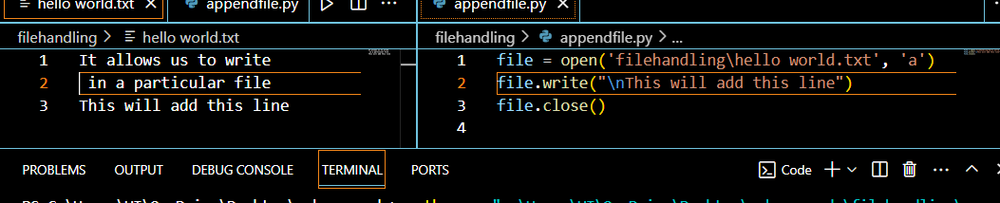 hello world.txt
appendfile.py
appendfile.py
filehandling > hello world.txt
1 It allows us to write
2  in a particular file
3 This will add this line
filehandling > appendfile.py > ...
1 file = open('filehandling\hello world.txt', 'a')
2 file.write("\nThis will add this line")
3 file.close()
4
PROBLEMS OUTPUT DEBUG CONSOLE TERMINAL PORTS
Code